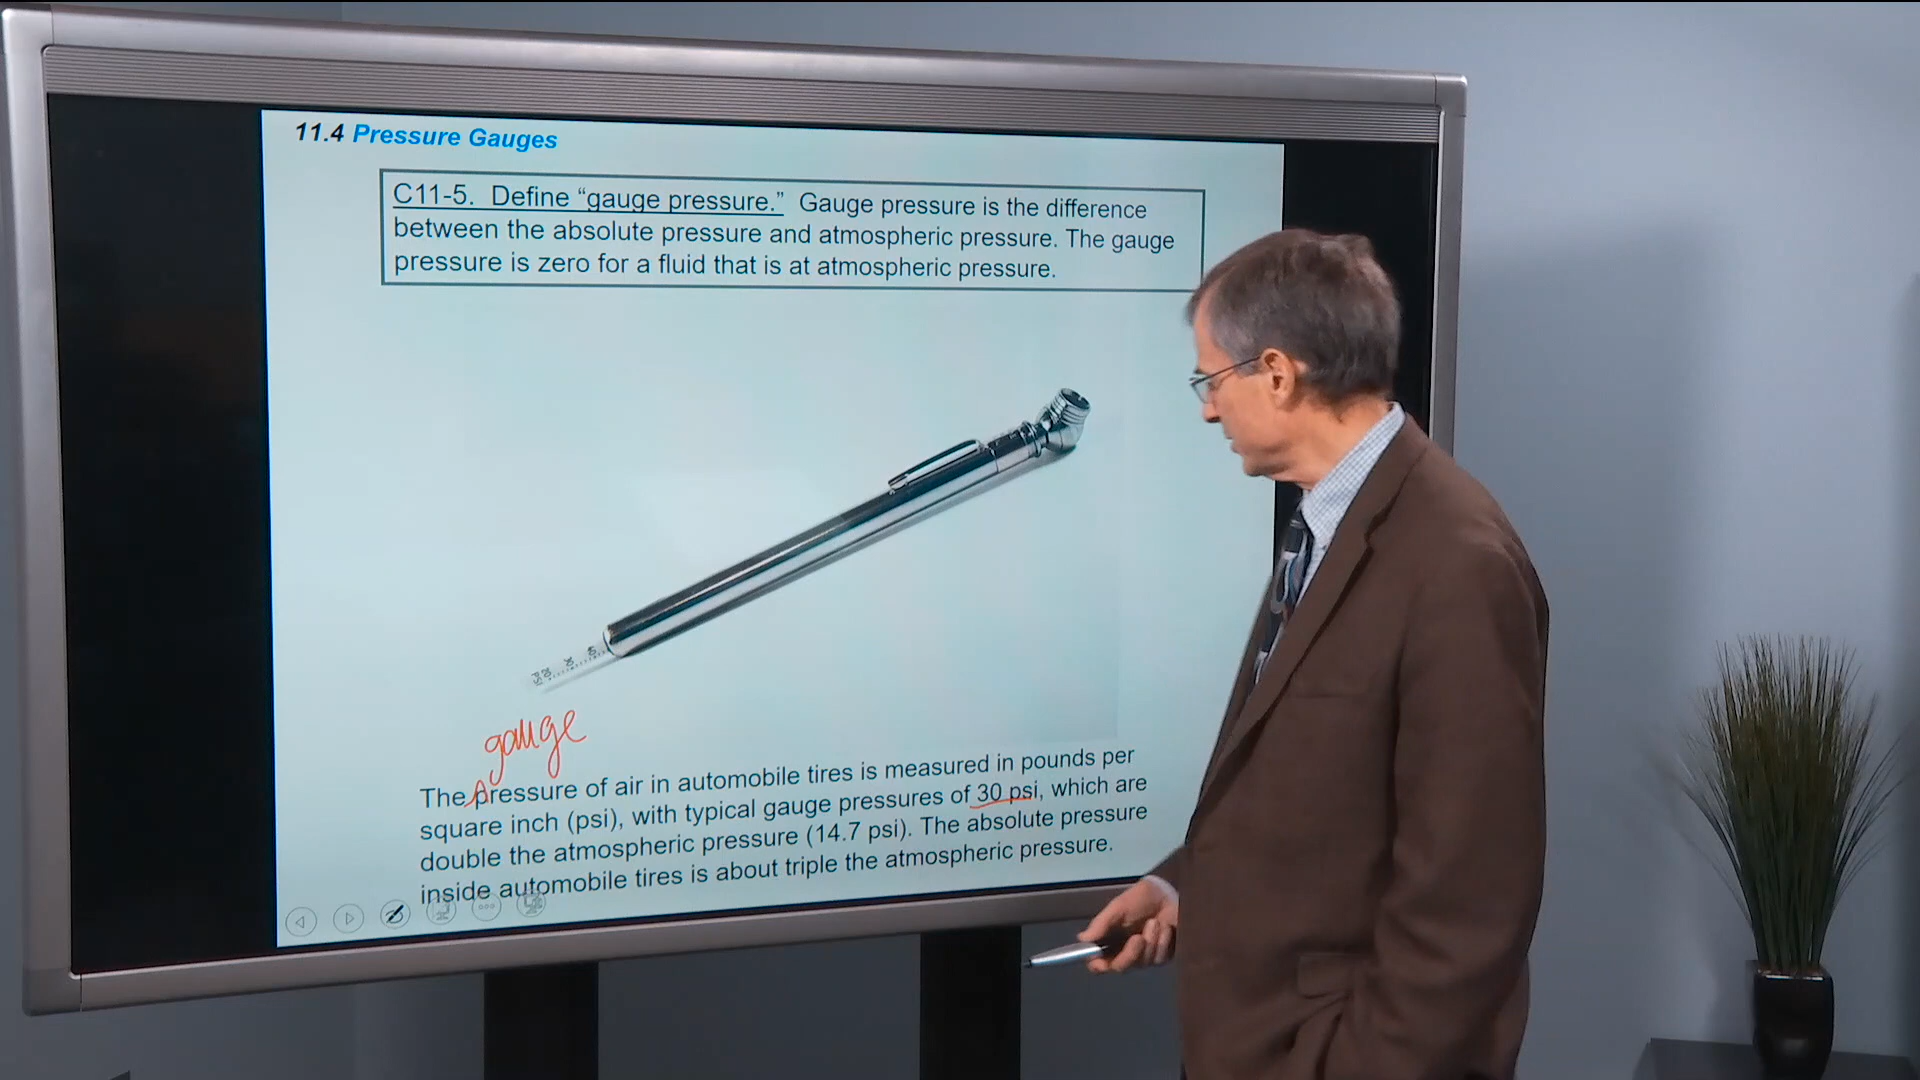 11.4 Pressure Gauges
C11-5. Define “gauge pressure.” Gauge pressure is the difference
between the absolute pressure and atmospheric pressure. The gauge
pressure is zero for a fluid that is at atmospheric pressure.
40
30
20
PSI
gauge
The pressure of air in automobile tires is measured in pounds per
square inch (psi), with typical gauge pressures of 30 psi, which are
double the atmospheric pressure (14.7 psi). The absolute pressure
inside automobile tires is about triple the atmospheric pressure.